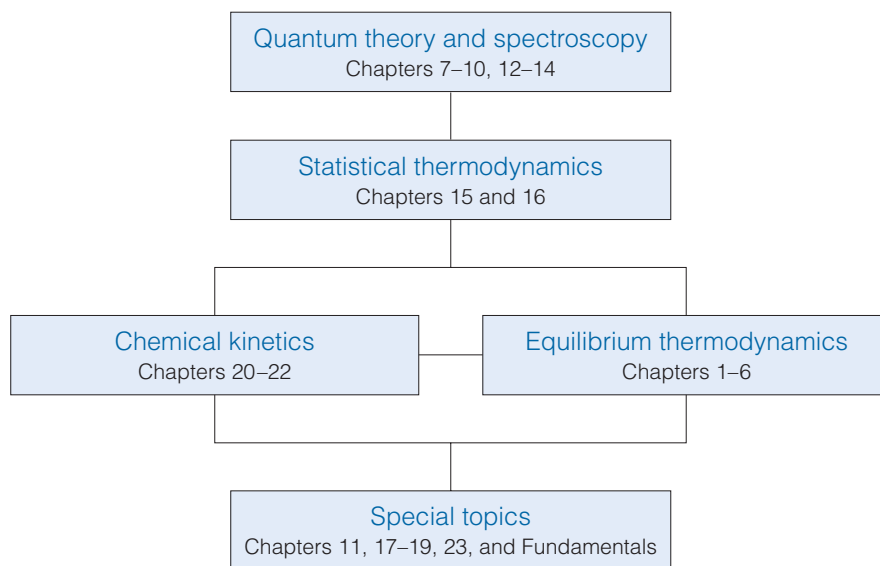 Quantum theory and spectroscopy
Chapters 7–10, 12–14
Statistical thermodynamics
Chapters 15 and 16
Chemical kinetics
Chapters 20–22
Equilibrium thermodynamics
Chapters 1–6
Special topics
Chapters 11, 17–19, 23, and Fundamentals